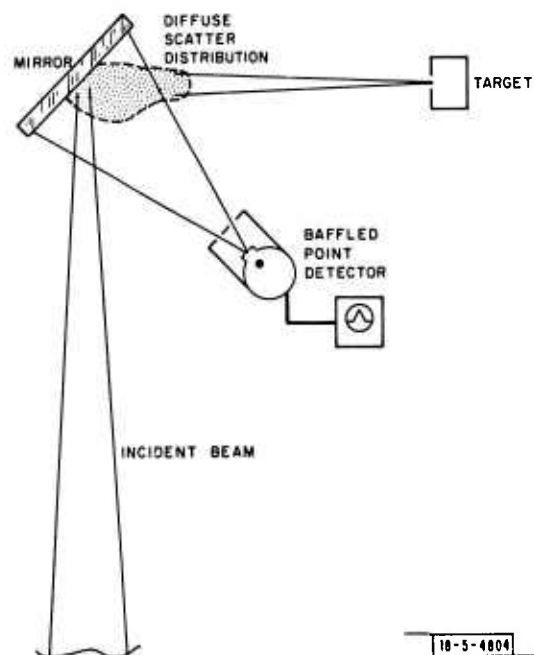 DIFFUSE
SCATTER
DISTRIBUTION
MIRROR
TARGET
BAFFLED
POINT
DETECTOR
INCIDENT BEAM
18-5-4804